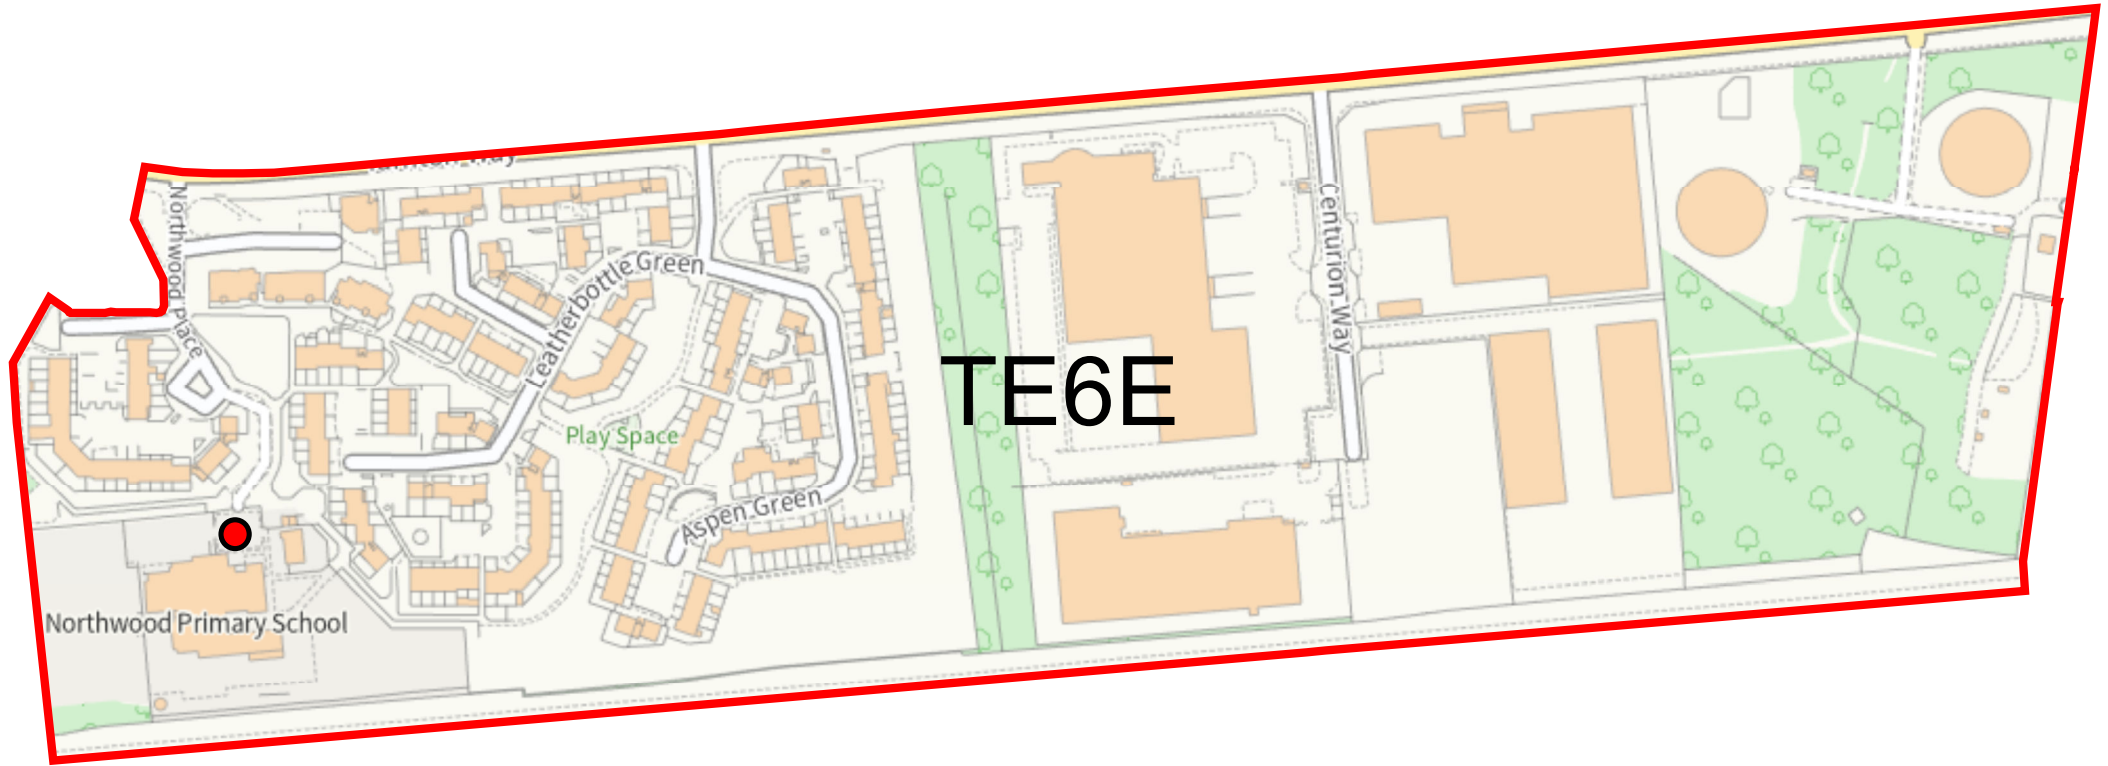 Northwood Place
Leatherbottle Green
Centurion Way
TE6E
Play Space
Aspen Green
Northwood Primary School